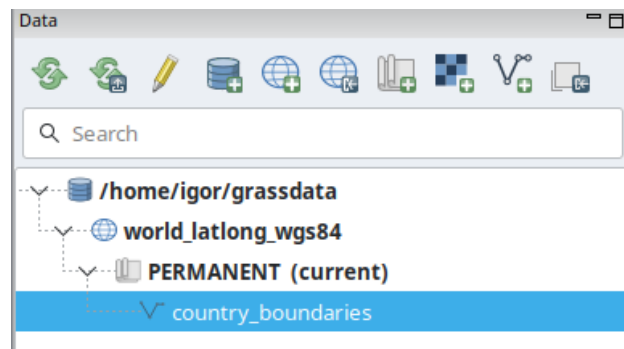 Data
Search
/home/igor/grassdata
world_latlong_wgs84
PERMANENT (current)
country_boundaries